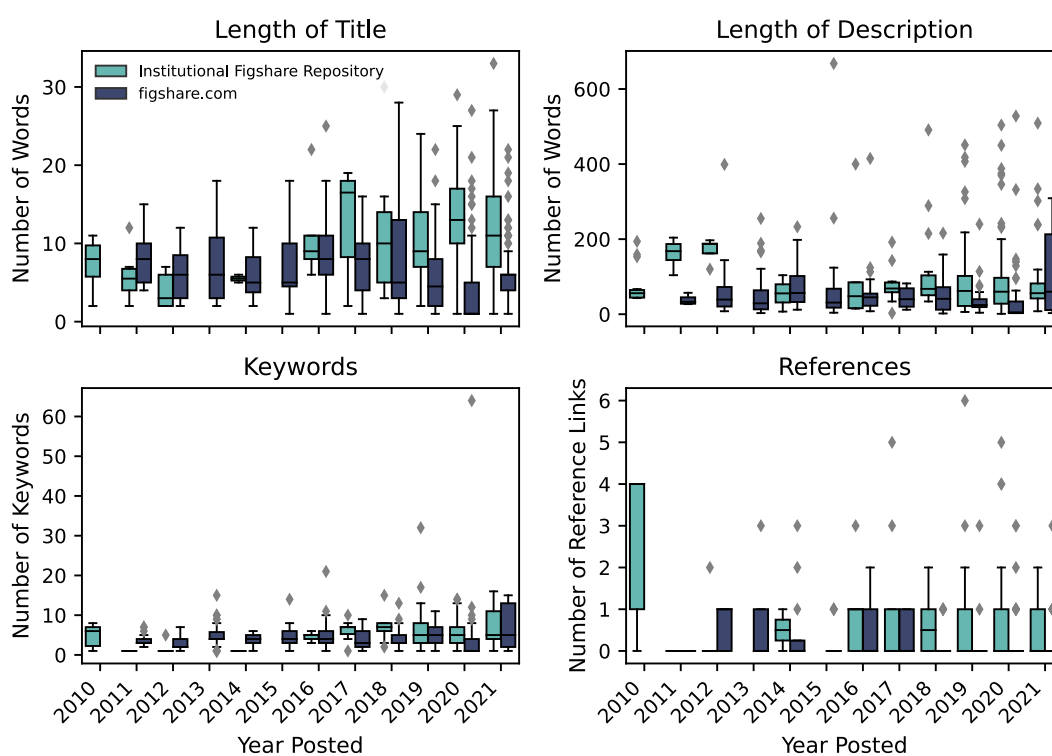 Length of Title
Number of Words
30
20
10
0
Institutional Figshare Repository
figshare.com
Length of Description
Number of Words
600
400
200
0
Keywords
Number of Keywords
60
50
40
30
20
10
0
2010 2011 2012 2013 2014 2015 2016 2017 2018 2019 2020 2021
Year Posted
References
Number of Reference Links
6
5
4
3
2
1
0
2010 2011 2012 2013 2014 2015 2016 2017 2018 2019 2020 2021
Year Posted